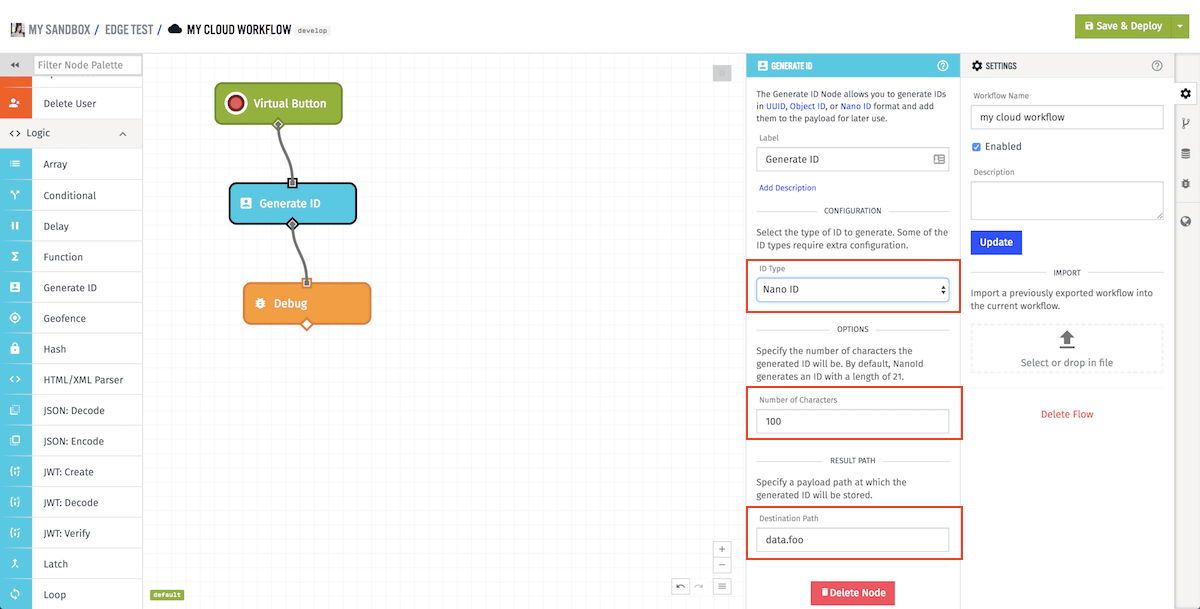 MY SANDBOX / EDGE TEST / MY CLOUD WORKFLOW develop
Save & Deploy
Filter Node Palette
Delete User
Logic
Array
Conditional
Delay
Function
Generate ID
Geofence
Hash
HTML/XML Parser
JSON: Decode
JSON: Encode
JWT: Create
JWT: Decode
JWT: Verify
Latch
Loop
Virtual Button
Generate ID
Debug
default
GENERATE ID
The Generate ID Node allows you to generate IDs
in UUID, Object ID, or Nano ID format and add
them to the payload for later use.
Label
Generate ID
Add Description
CONFIGURATION
Select the type of ID to generate. Some of the
ID types require extra configuration.
ID Type
Nano ID
OPTIONS
Specify the number of characters the
generated ID will be. By default, NanoId
generates an ID with a length of 21.
Number of Characters
100
RESULT PATH
Specify a payload path at which the
generated ID will be stored.
Destination Path
data.foo
Delete Node
SETTINGS
Workflow Name
my cloud workflow
Enabled
Description
Update
IMPORT
Import a previously exported workflow into
the current workflow.
Select or drop in file
Delete Flow